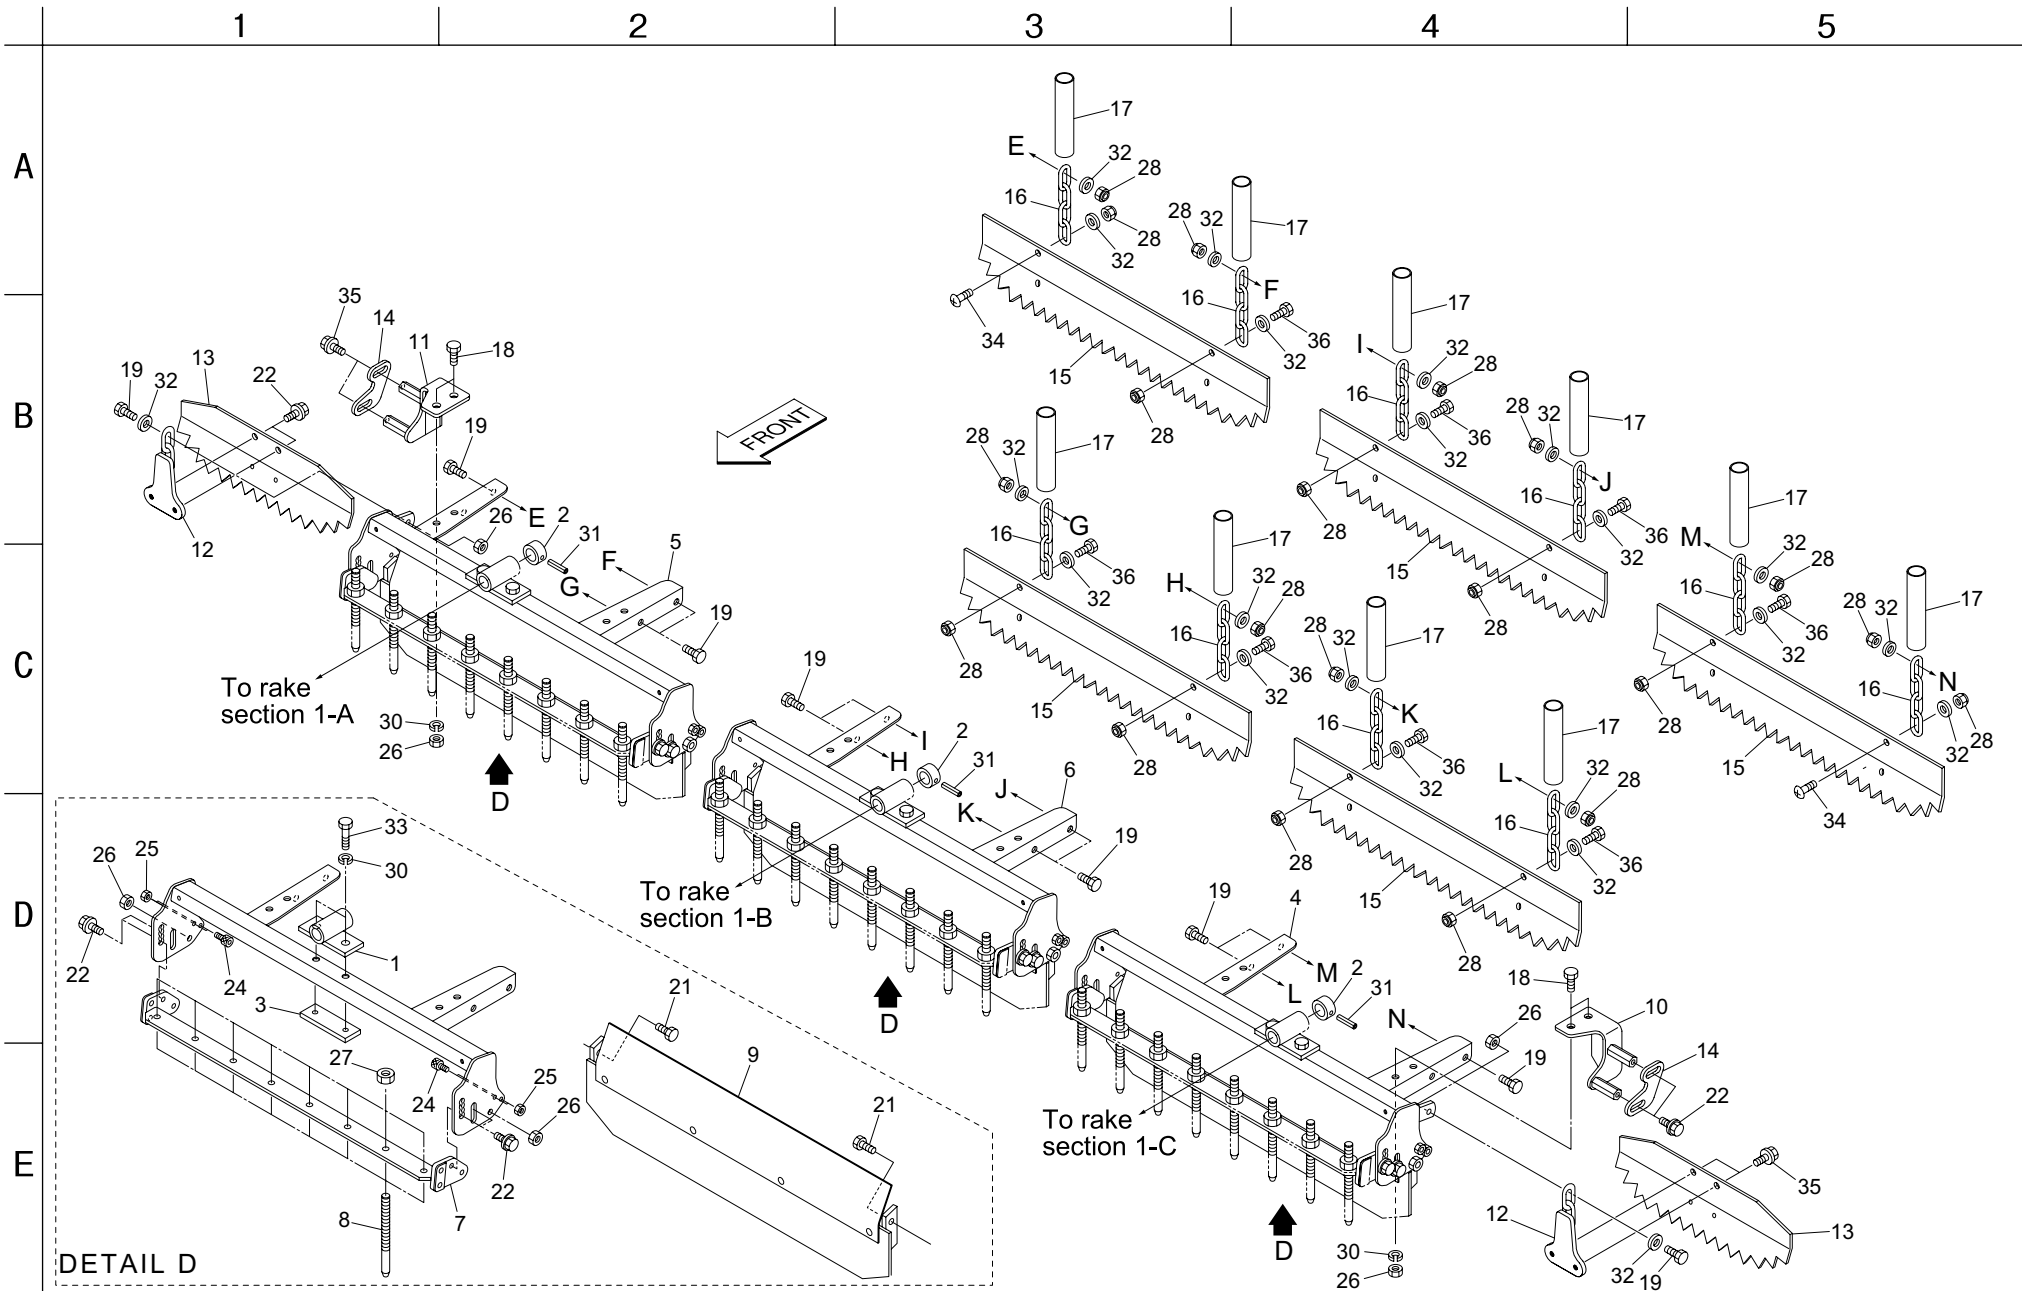 1 2 3 4 5
A
17
E 32 28
16 28 32 17
28 32
F
16 17
35 14 11 18
34 36 I 32 28
15 32
19 32 13 22
B
FRONT
16 36 28 32 17
19 28 17 32
28 32 J
E 26 2 31 5
12
G 16 17 36 28 15 16 36 32 17
F G
M 32 28
H 32 28
16 36 28 32 17
C
19
28 15 16 36 32 17
28 32 N
To rake
section 1-A
19
30
26
I 2 31 6
H
K 16 36 17
28 15 16 32 28
D
J K
L 32 28
34
33
26 25 30
To rake
section 1-B
19
28 15 16 36 32
D
19 4
28
22 24 1
M 2 31
L
18 10
3 21
D
N 26
14
27 9
24 25 26
19
22
21
To rake
section 1-C
E
22
35
8 7
12 13
D
30
26
32 19
DETAIL D